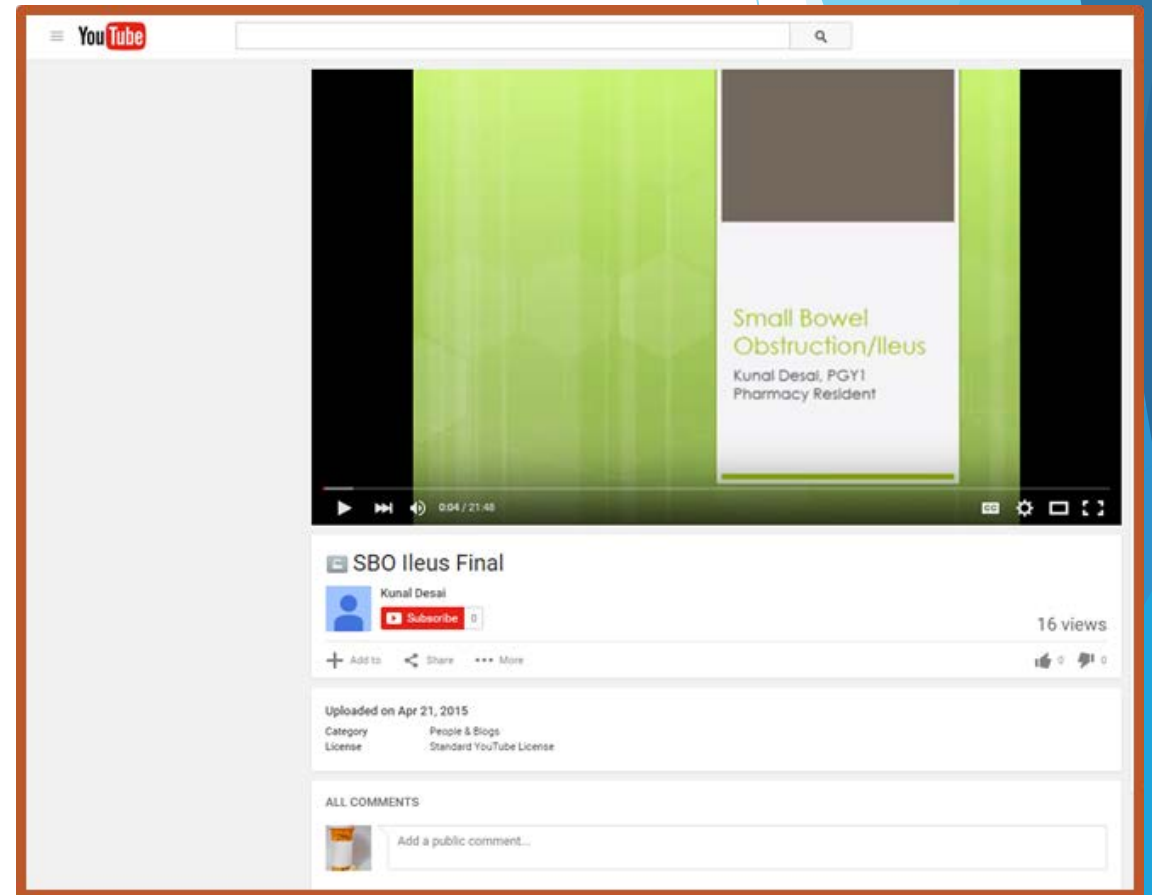 YouTube
Small Bowel
Obstruction/Ileus
Kunal Desai, PGY1
Pharmacy Resident
0:04 / 21:48
CC
SBO Ileus Final
Kunal Desai
Subscribe 0
16 views
Add to Share More
0 0
Uploaded on Apr 21, 2015
Category People & Blogs
License Standard YouTube License
ALL COMMENTS
Add a public comment...